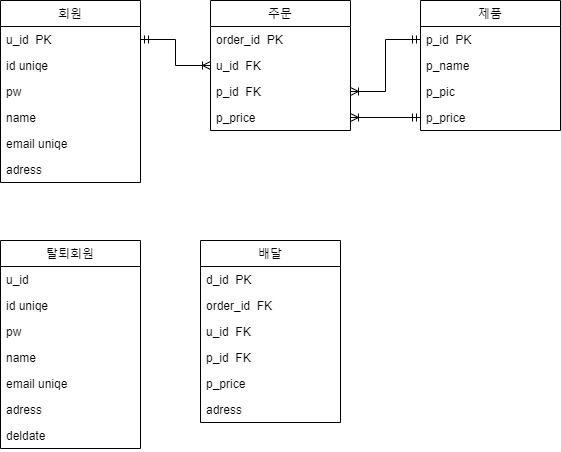 회원
u_id PK
id uniqe
pw
name
email uniqe
adress
주문
order_id PK
u_id FK
p_id FK
p_price
제품
p_id PK
p_name
p_pic
p_price
탈퇴회원
u_id
id uniqe
pw
name
email uniqe
adress
deldate
배달
d_id PK
order_id FK
u_id FK
p_id FK
p_price
adress